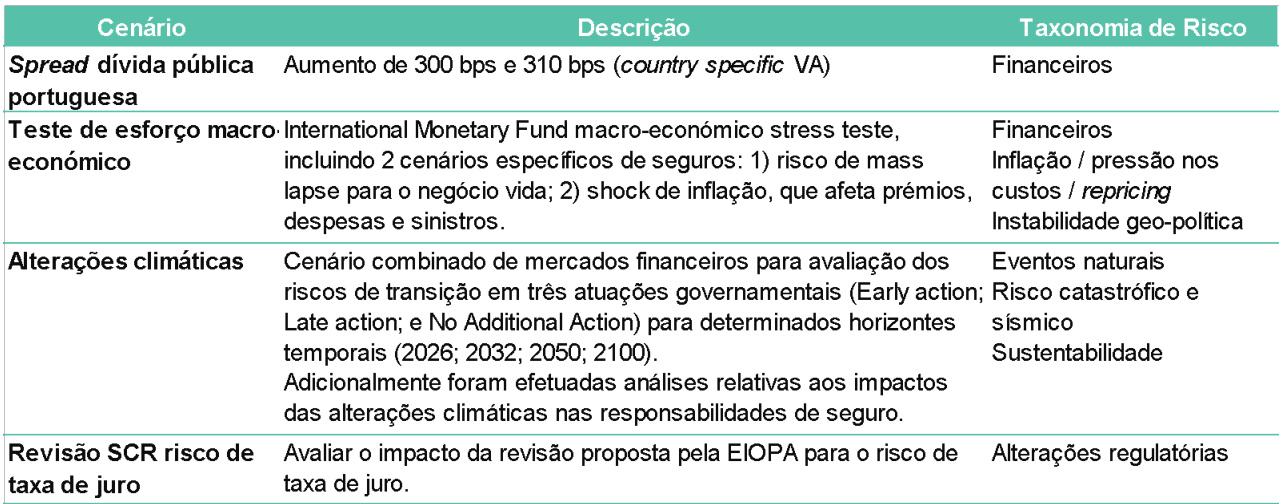 Cenário Descrição Taxonomia de Risco
Spread dívida pública portuguesa
Aumento de 300 bps e 310 bps (country specific VA)
Financeiros
Teste de esforço macro-
económico
International Monetary Fund macro-económico stress teste,
incluindo 2 cenários específicos de seguros: 1) risco de mass
lapse para o negócio vida; 2) shock de inflação, que afeta prémios,
despesas e sinistros.
Financeiros
Inflação / pressão nos
custos / repricing
Instabilidade geo-política
Alterações climáticas
Cenário combinado de mercados financeiros para avaliação dos
riscos de transição em três atuações governamentais (Early action;
Late action; e No Additional Action) para determinados horizontes
temporais (2026; 2032; 2050; 2100).
Adicionalmente foram efetuadas análises relativas aos impactos
das alterações climáticas nas responsabilidades de seguro.
Eventos naturais
Risco catastrófico e
sísmico
Sustentabilidade
Revisão SCR risco de
taxa de juro
Avaliar o impacto da revisão proposta pela EIOPA para o risco de
taxa de juro.
Alterações regulatórias